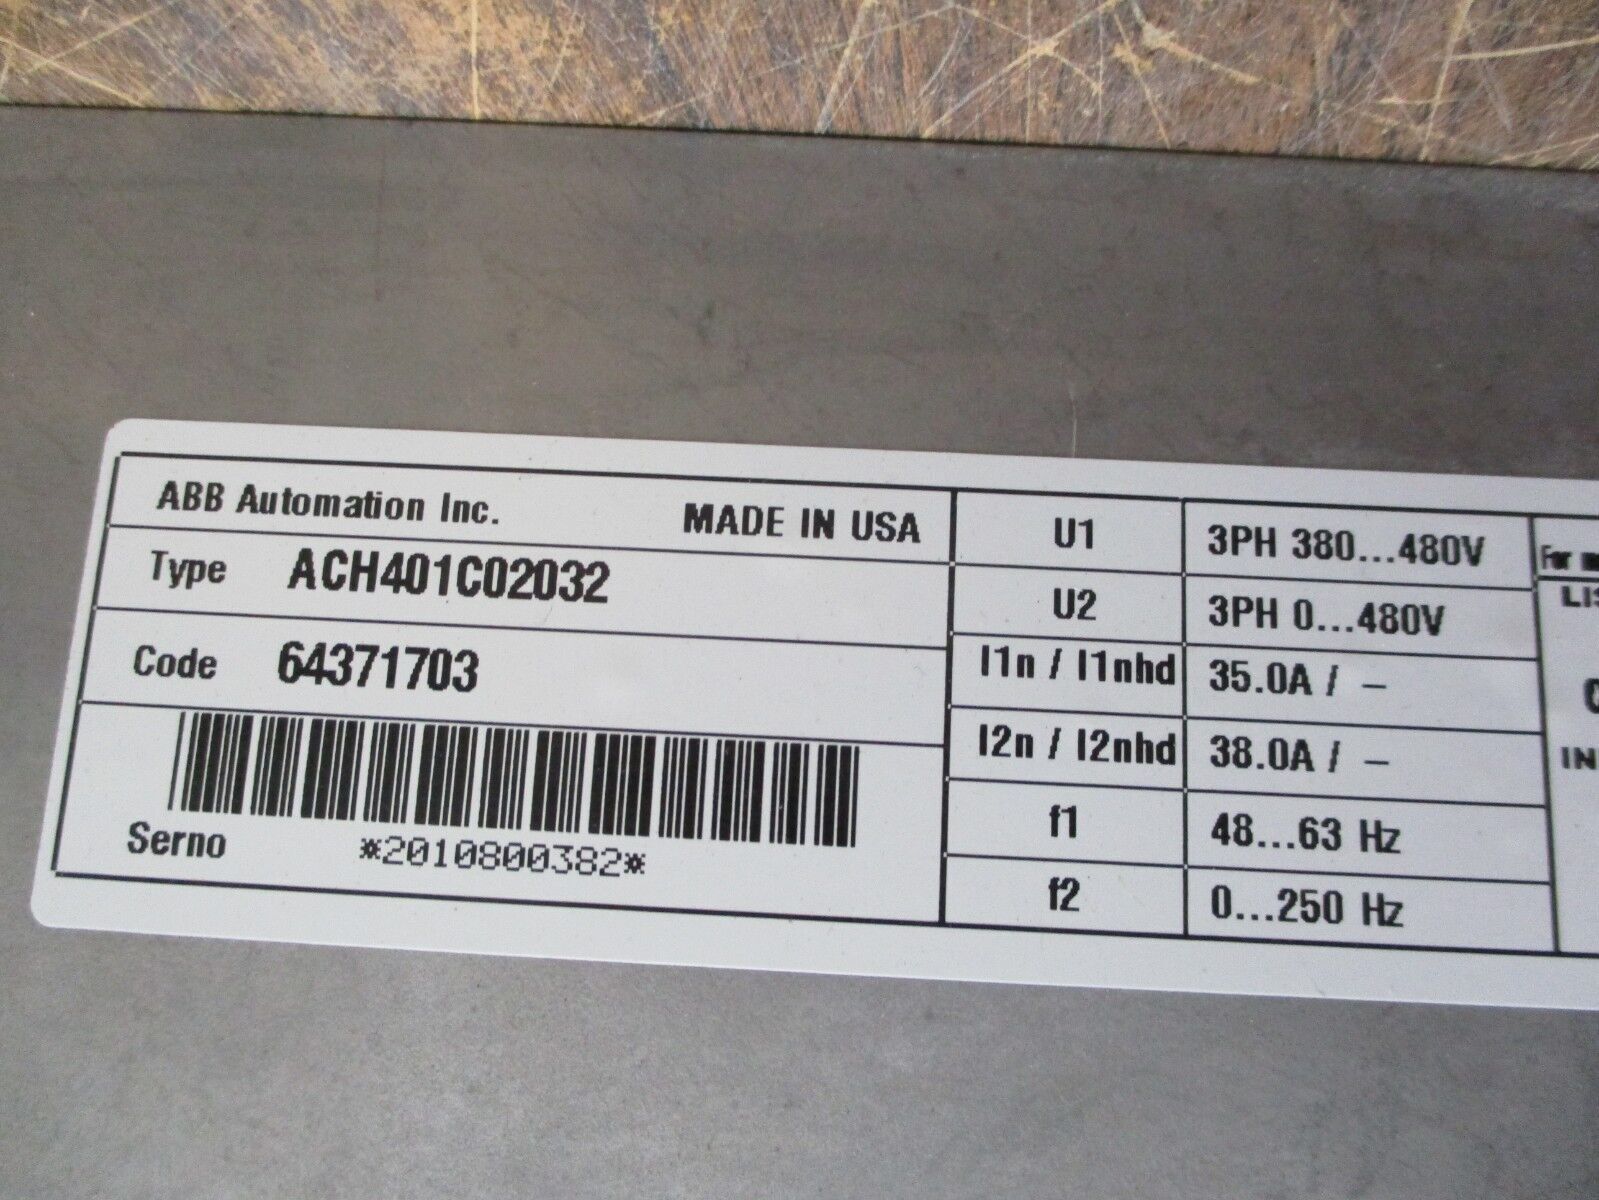 ABB Automation Inc. MADE IN USA
Type ACH401C02032
Code 64371703
Serno *2010800382*
U1 3PH 380...480V
U2 3PH 0...480V
I1n / I1nhd 35.0A / –
I2n / I2nhd 38.0A / –
f1 48...63 Hz
f2 0...250 Hz
For